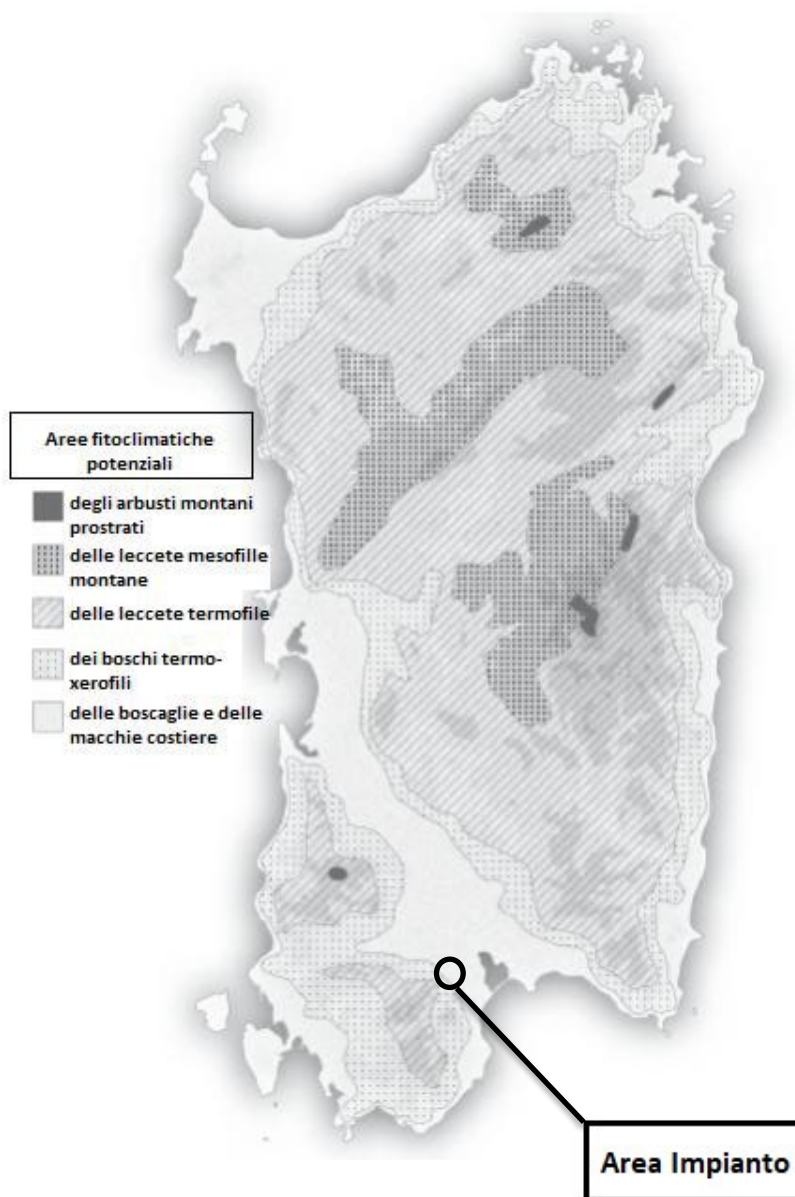 Aree fitoclimatiche
potenziali
degli arbusti montani
prostrati
delle leccete mesofille
montane
delle leccete termofile
dei boschi termo-
xerofili
delle boscaglie e delle
macchie costiere
Area Impianto